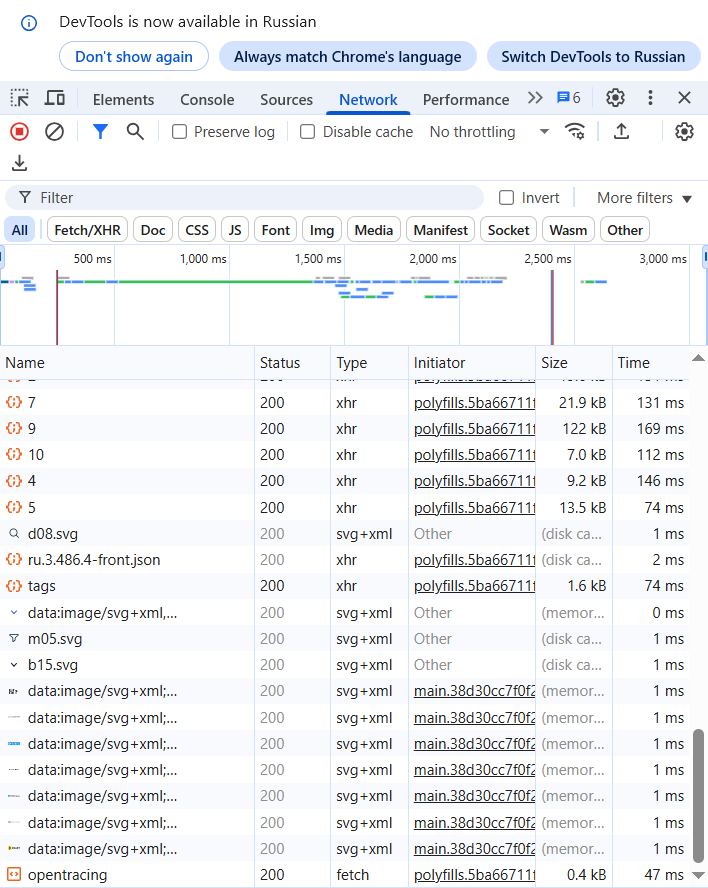 DevTools is now available in Russian
Don't show again Always match Chrome's language Switch DevTools to Russian
Elements Console Sources Network Performance 6
Preserve log Disable cache No throttling
Filter Invert More filters
All Fetch/XHR Doc CSS JS Font Img Media Manifest Socket Wasm Other
500 ms 1,000 ms 1,500 ms 2,000 ms 2,500 ms 3,000 ms
Name Status Type Initiator Size Time
7 200 xhr polyfills.5ba66711f 21.9 kB 131 ms
9 200 xhr polyfills.5ba66711f 122 kB 169 ms
10 200 xhr polyfills.5ba66711f 7.0 kB 112 ms
4 200 xhr polyfills.5ba66711f 9.2 kB 146 ms
5 200 xhr polyfills.5ba66711f 13.5 kB 74 ms
d08.svg 200 svg+xml Other (disk ca... 1 ms
ru.3.486.4-front.json 200 xhr polyfills.5ba66711f (disk ca... 2 ms
tags 200 xhr polyfills.5ba66711f 1.6 kB 74 ms
data:image/svg+xml,... 200 svg+xml Other (memor... 0 ms
m05.svg 200 svg+xml Other (disk ca... 1 ms
b15.svg 200 svg+xml Other (disk ca... 1 ms
data:image/svg+xml;... 200 svg+xml main.38d30cc7f0f2 (memor... 1 ms
data:image/svg+xml;... 200 svg+xml main.38d30cc7f0f2 (memor... 1 ms
data:image/svg+xml;... 200 svg+xml main.38d30cc7f0f2 (memor... 1 ms
data:image/svg+xml;... 200 svg+xml main.38d30cc7f0f2 (memor... 1 ms
data:image/svg+xml;... 200 svg+xml main.38d30cc7f0f2 (memor... 1 ms
data:image/svg+xml;... 200 svg+xml main.38d30cc7f0f2 (memor... 1 ms
data:image/svg+xml;... 200 svg+xml main.38d30cc7f0f2 (memor... 1 ms
opentracing 200 fetch polyfills.5ba66711f 0.4 kB 47 ms